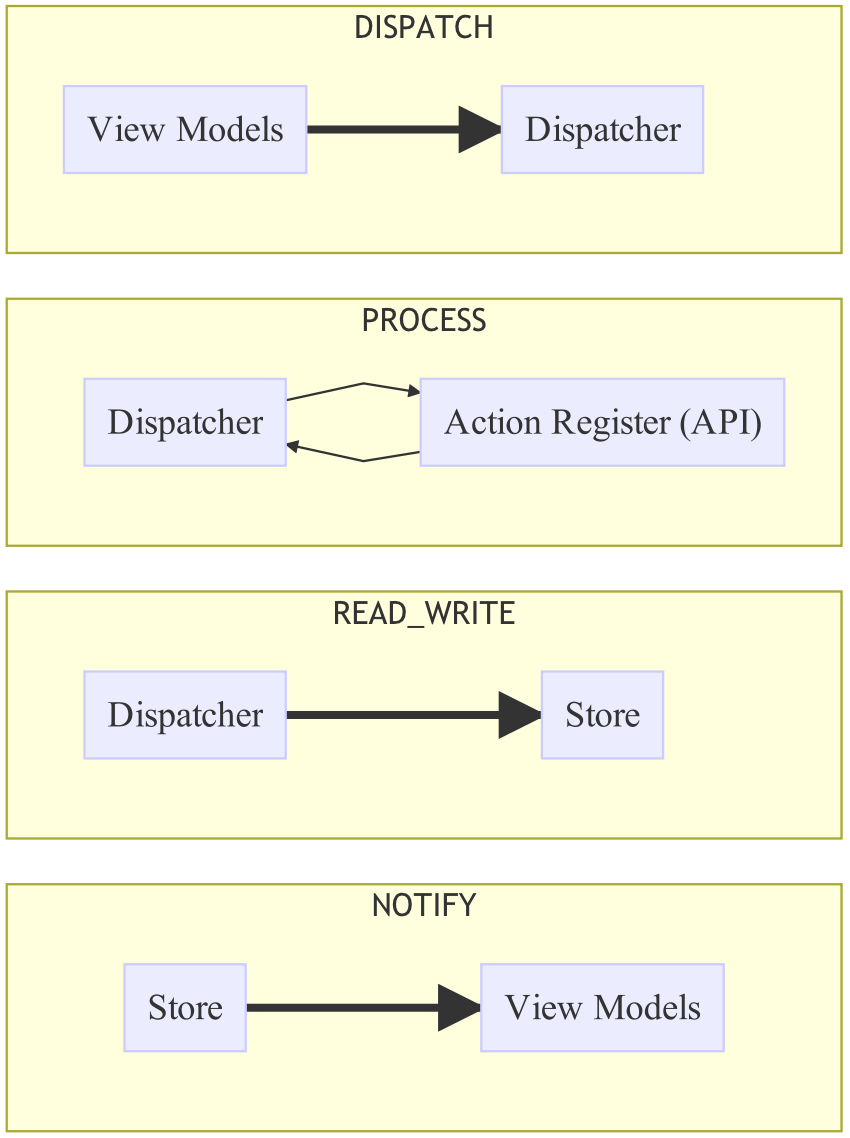 DISPATCH
View Models
Dispatcher
PROCESS
Dispatcher
Action Register (API)
READ_WRITE
Dispatcher
Store
NOTIFY
Store
View Models